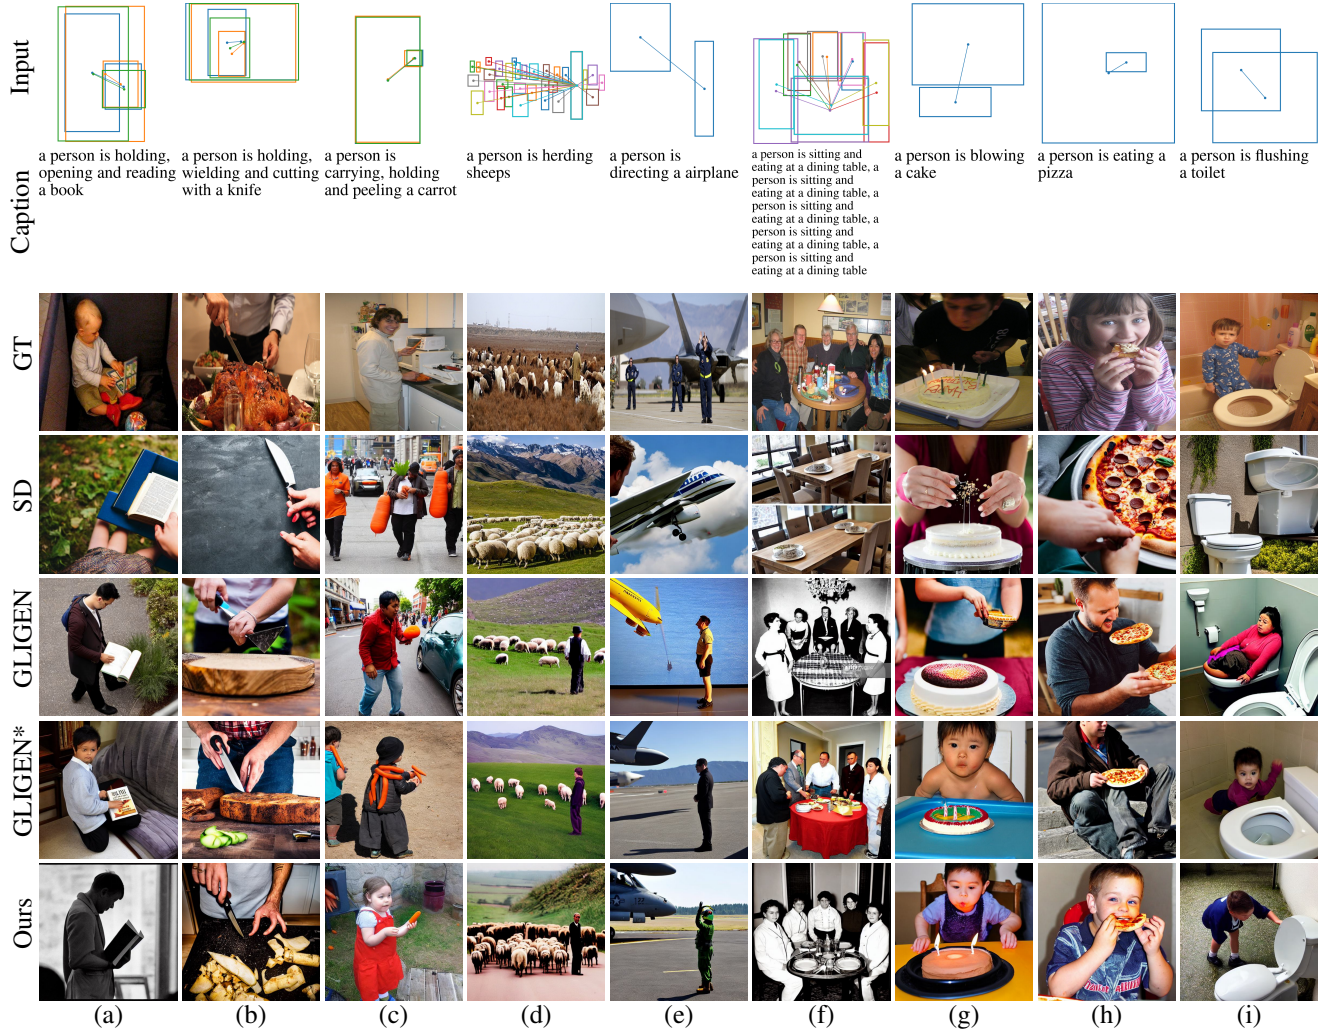 Input
Caption
a person is holding,
opening and reading
a book
a person is holding,
wielding and cutting
with a knife
a person is
carrying, holding
and peeling a carrot
a person is herding
sheeps
a person is
directing a airplane
a person is sitting and
eating at a dining table, a
person is sitting and
eating at a dining table, a
person is sitting and
eating at a dining table, a
person is sitting and
eating at a dining table, a
person is sitting and
eating at a dining table
a person is blowing
a cake
a person is eating a
pizza
a person is flushing
a toilet
GT
SD
GLIGEN
GLIGEN*
Ours
(a)
(b)
(c)
(d)
(e)
(f)
(g)
(h)
(i)